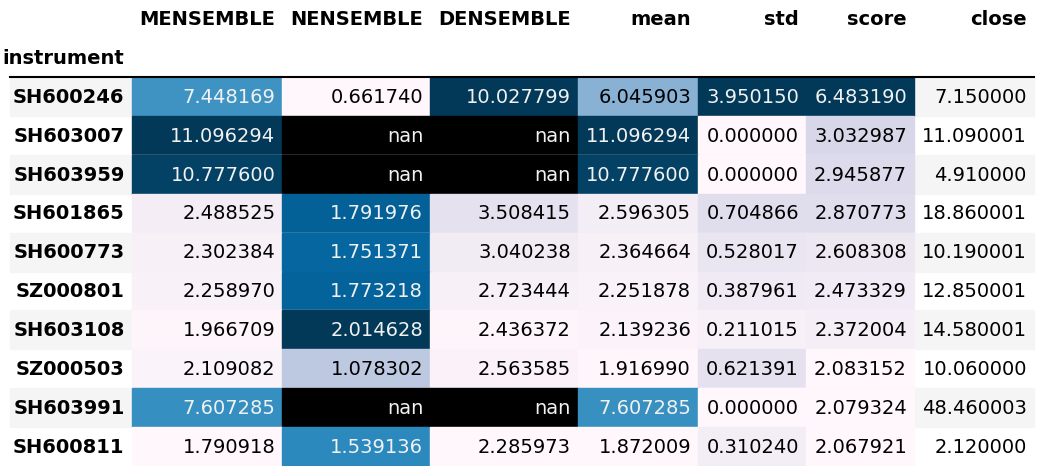 MENSEMBLE NENSEMBLE DENSEMBLE mean std score close
instrument
SH600246 7.448169 0.661740 10.027799 6.045903 3.950150 6.483190 7.150000
SH603007 11.096294 nan nan 11.096294 0.000000 3.032987 11.090001
SH603959 10.777600 nan nan 10.777600 0.000000 2.945877 4.910000
SH601865 2.488525 1.791976 3.508415 2.596305 0.704866 2.870773 18.860001
SH600773 2.302384 1.751371 3.040238 2.364664 0.528017 2.608308 10.190001
SZ000801 2.258970 1.773218 2.723444 2.251878 0.387961 2.473329 12.850001
SH603108 1.966709 2.014628 2.436372 2.139236 0.211015 2.372004 14.580001
SZ000503 2.109082 1.078302 2.563585 1.916990 0.621391 2.083152 10.060000
SH603991 7.607285 nan nan 7.607285 0.000000 2.079324 48.460003
SH600811 1.790918 1.539136 2.285973 1.872009 0.310240 2.067921 2.120000